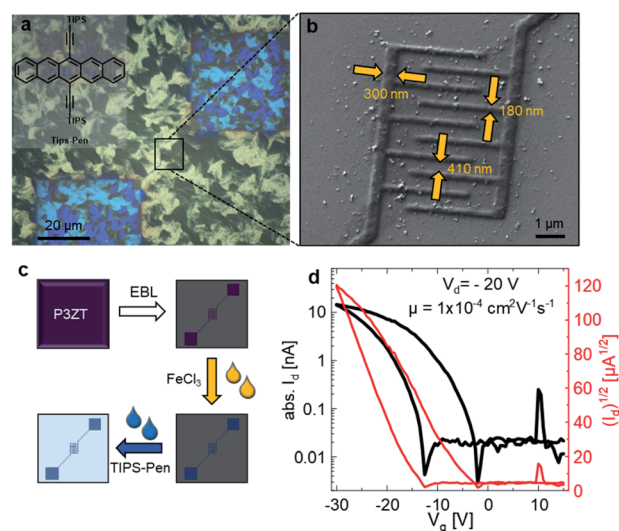 a
TIPS
TIPS
Tips-Pen
20 µm
b
300 nm
180 nm
410 nm
1 µm
c
P3ZT
EBL
FeCl3
TIPS-Pen
d
Vd= - 20 V
µ = 1x10-4 cm2V-1s-1
abs. Id [nA]
10
1
0.1
0.01
-30
-20
-10
0
10
Vg [V]
120
100
80
60
40
20
0
(Id)1/2 [µA1/2]